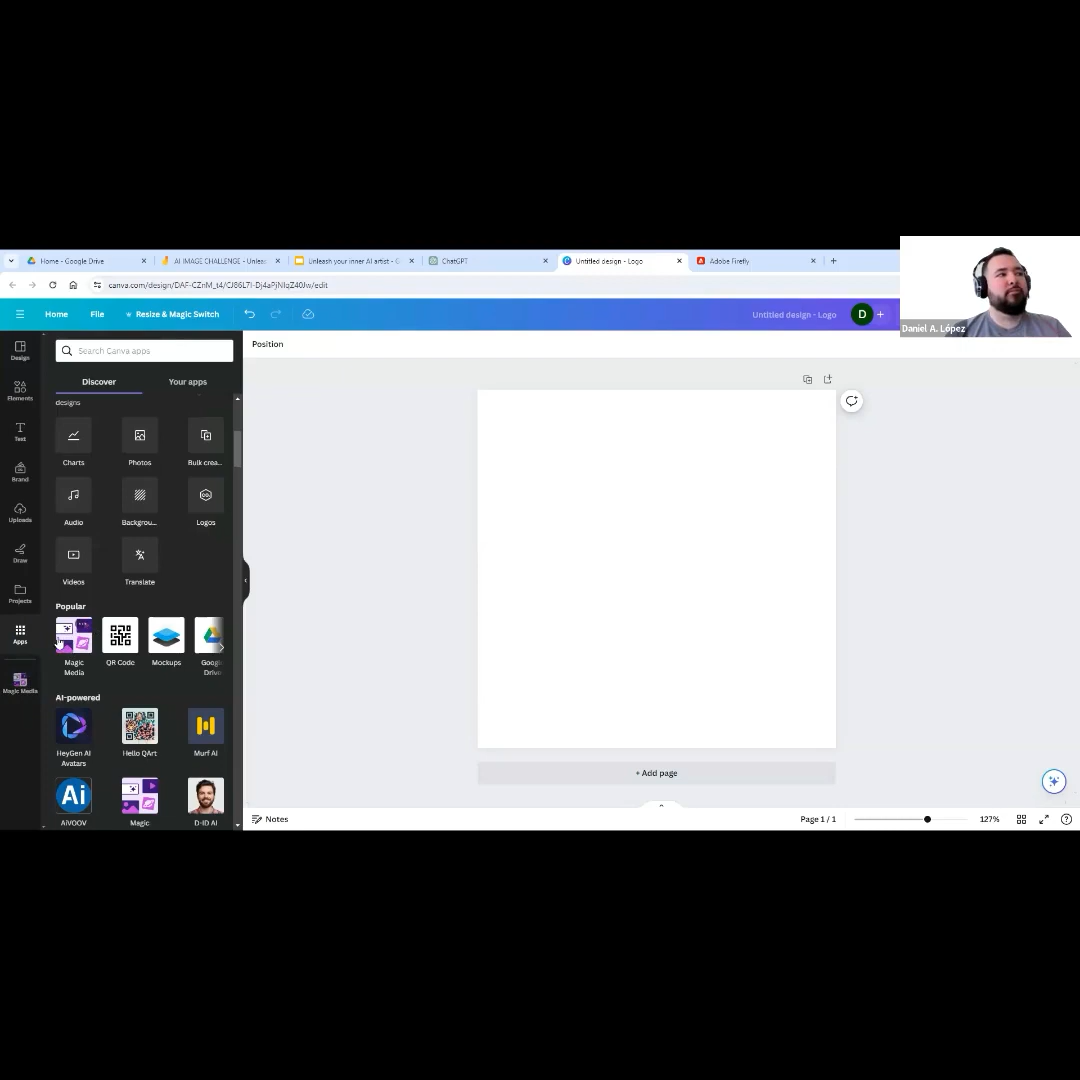 Home - Google Drive
AI IMAGE CHALLENGE - Unleas
Unleash your inner AI artist - G
ChatGPT
Untitled design - Logo
Adobe Firefly
Daniel A. López
Home
File
Resize & Magic Switch
Untitled design - Logo
D
Design
Elements
Text
Brand
Uploads
Draw
Projects
Apps
Magic Media
Search Canva apps
Discover
Your apps
designs
Charts
Photos
Bulk crea...
Audio
Backgrou...
Logos
Videos
Translate
Popular
Magic
Media
QR Code
Mockups
Google
Drive
AI-powered
HeyGen AI
Avatars
Hello QArt
Murf AI
Ai
AiVOOV
Magic
D-ID AI
Position
+ Add page
Notes
Page 1 / 1
127%